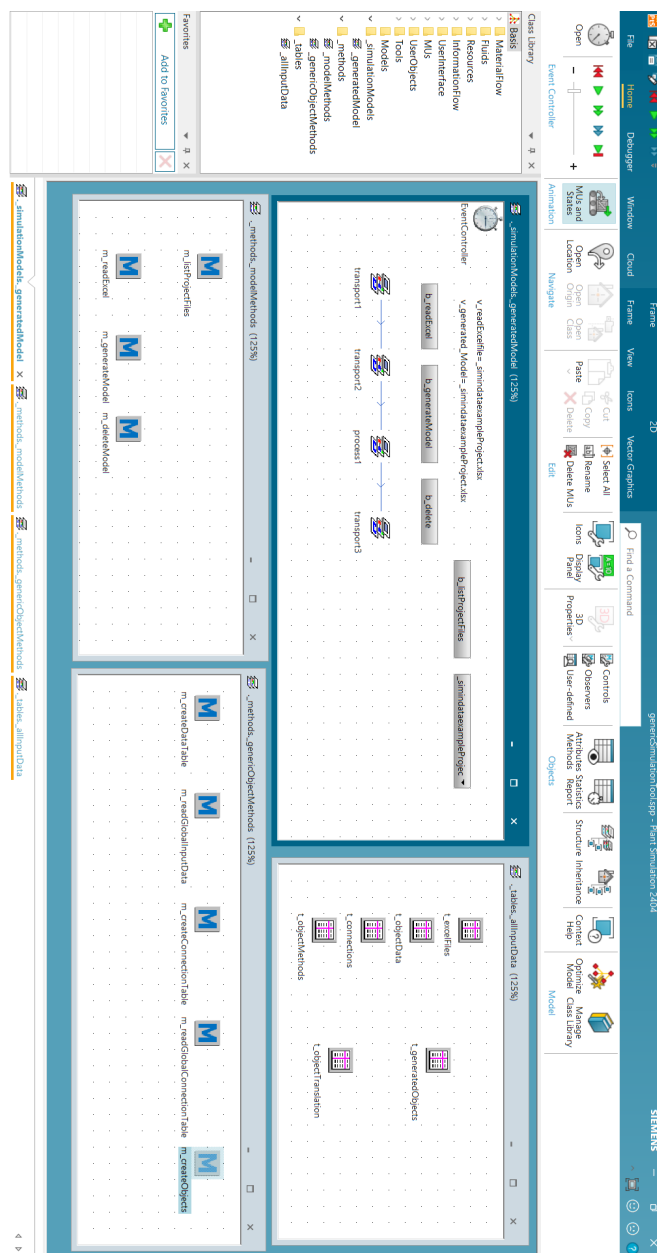 genericSimulationTool.spp - Plant Simulation 2404
SIEMENS
Frame
2D
File
Home
Debugger
Window
Cloud
Frame
View
Icons
Vector Graphics
Find a Command
Open
Event Controller
MUs and
States
Animation
Open
Location
Open
Origin
Open
Class
Navigate
Paste
Cut
Copy
Delete
Select All
Rename
Delete MUs
Edit
Icons
Display
Panel
3D
Properties
Controls
Observers
User-defined
Attributes
Methods
Statistics
Report
Structure
Inheritance
Objects
Context
Help
Optimize
Model
Manage
Class Library
Model
Class Library
Basis
MaterialFlow
Fluids
Resources
InformationFlow
UserInterface
MUs
UserObjects
Tools
Models
_simulationModels
_generatedModel
_methods
_modelMethods
_genericObjectMethods
_tables
_allInputData
Favorites
Add to Favorites
._simulationModels._generatedModel (125%)
EventController
v_readExcelfile=_simindataexampleProject.xlsx
v_generated_Model=_simindataexampleProject.xlsx
b_readExcel
b_generateModel
b_delete
b_listProjectFiles
_simindataexampleProjec
transport1
transport2
process1
transport3
._tables._allInputData (125%)
t_excelFiles
t_objectData
t_connections
t_objectMethods
t_generatedObjects
t_objectTranslation
._methods._modelMethods (125%)
m_listProjectFiles
m_readExcel
m_generateModel
m_deleteModel
._methods._genericObjectMethods (125%)
m_createDataTable
m_readGlobalInputData
m_createConnectionTable
m_readGlobalConnectionTable
m_createObjects
._simulationModels._generatedModel
._methods._modelMethods
._methods._genericObjectMethods
._tables._allInputData